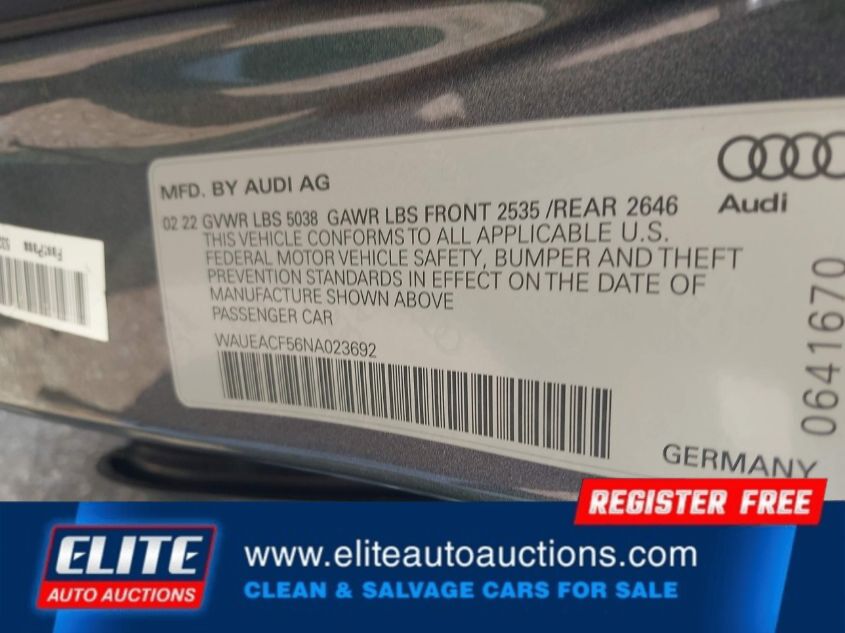 MFD. BY AUDI AG
02 22 GVWR LBS 5038 GAWR LBS FRONT 2535 /REAR 2646
THIS VEHICLE CONFORMS TO ALL APPLICABLE U.S.
FEDERAL MOTOR VEHICLE SAFETY, BUMPER AND THEFT
PREVENTION STANDARDS IN EFFECT ON THE DATE OF
MANUFACTURE SHOWN ABOVE
PASSENGER CAR
WAUEACF56NA023692
Audi
0641670
GERMANY
REGISTER FREE
ELITE
AUTO AUCTIONS
www.eliteautoauctions.com
CLEAN & SALVAGE CARS FOR SALE